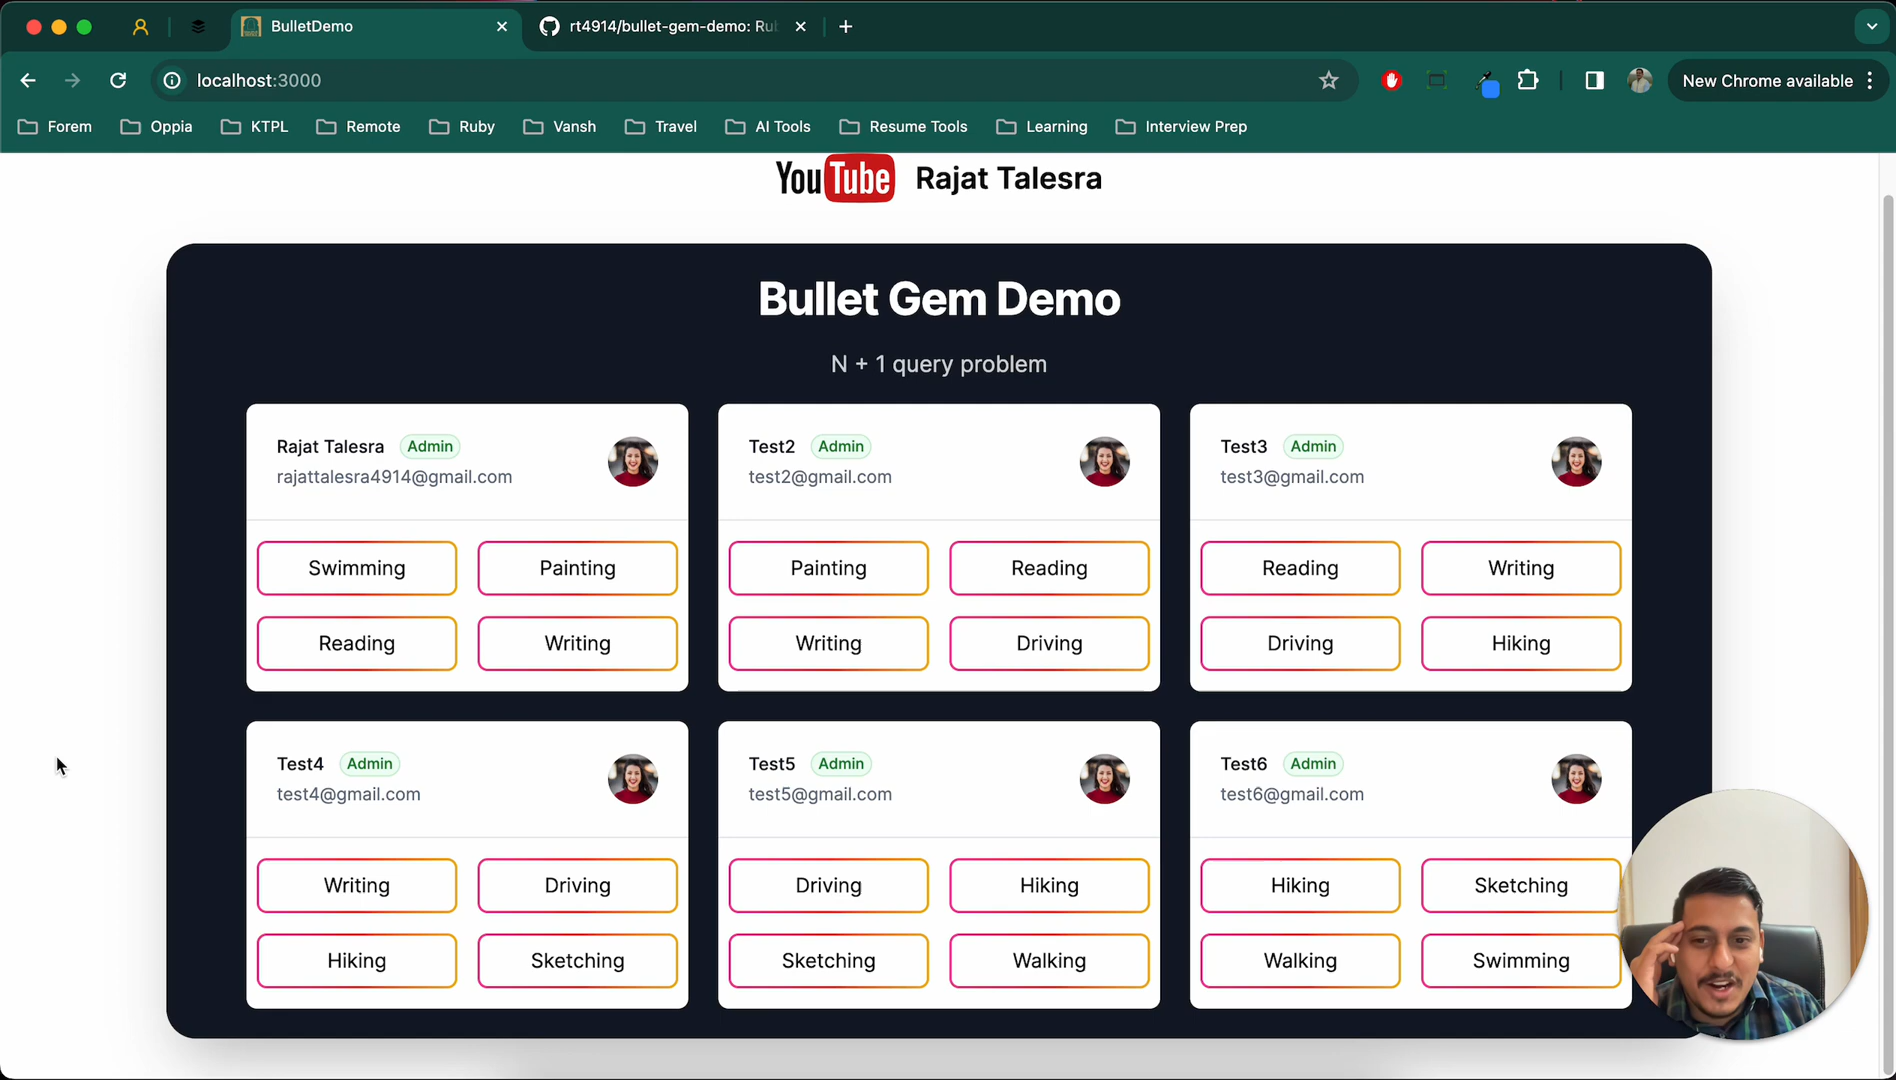 BulletDemo
rt4914/bullet-gem-demo: Rub
localhost:3000
New Chrome available
Forem
Oppia
KTPL
Remote
Ruby
Vansh
Travel
AI Tools
Resume Tools
Learning
Interview Prep
YouTube Rajat Talesra
Bullet Gem Demo
N + 1 query problem
Rajat Talesra Admin
rajattalesra4914@gmail.com
Swimming
Painting
Reading
Writing
Test2 Admin
test2@gmail.com
Painting
Reading
Writing
Driving
Test3 Admin
test3@gmail.com
Reading
Writing
Driving
Hiking
Test4 Admin
test4@gmail.com
Writing
Driving
Hiking
Sketching
Test5 Admin
test5@gmail.com
Driving
Hiking
Sketching
Walking
Test6 Admin
test6@gmail.com
Hiking
Sketching
Walking
Swimming